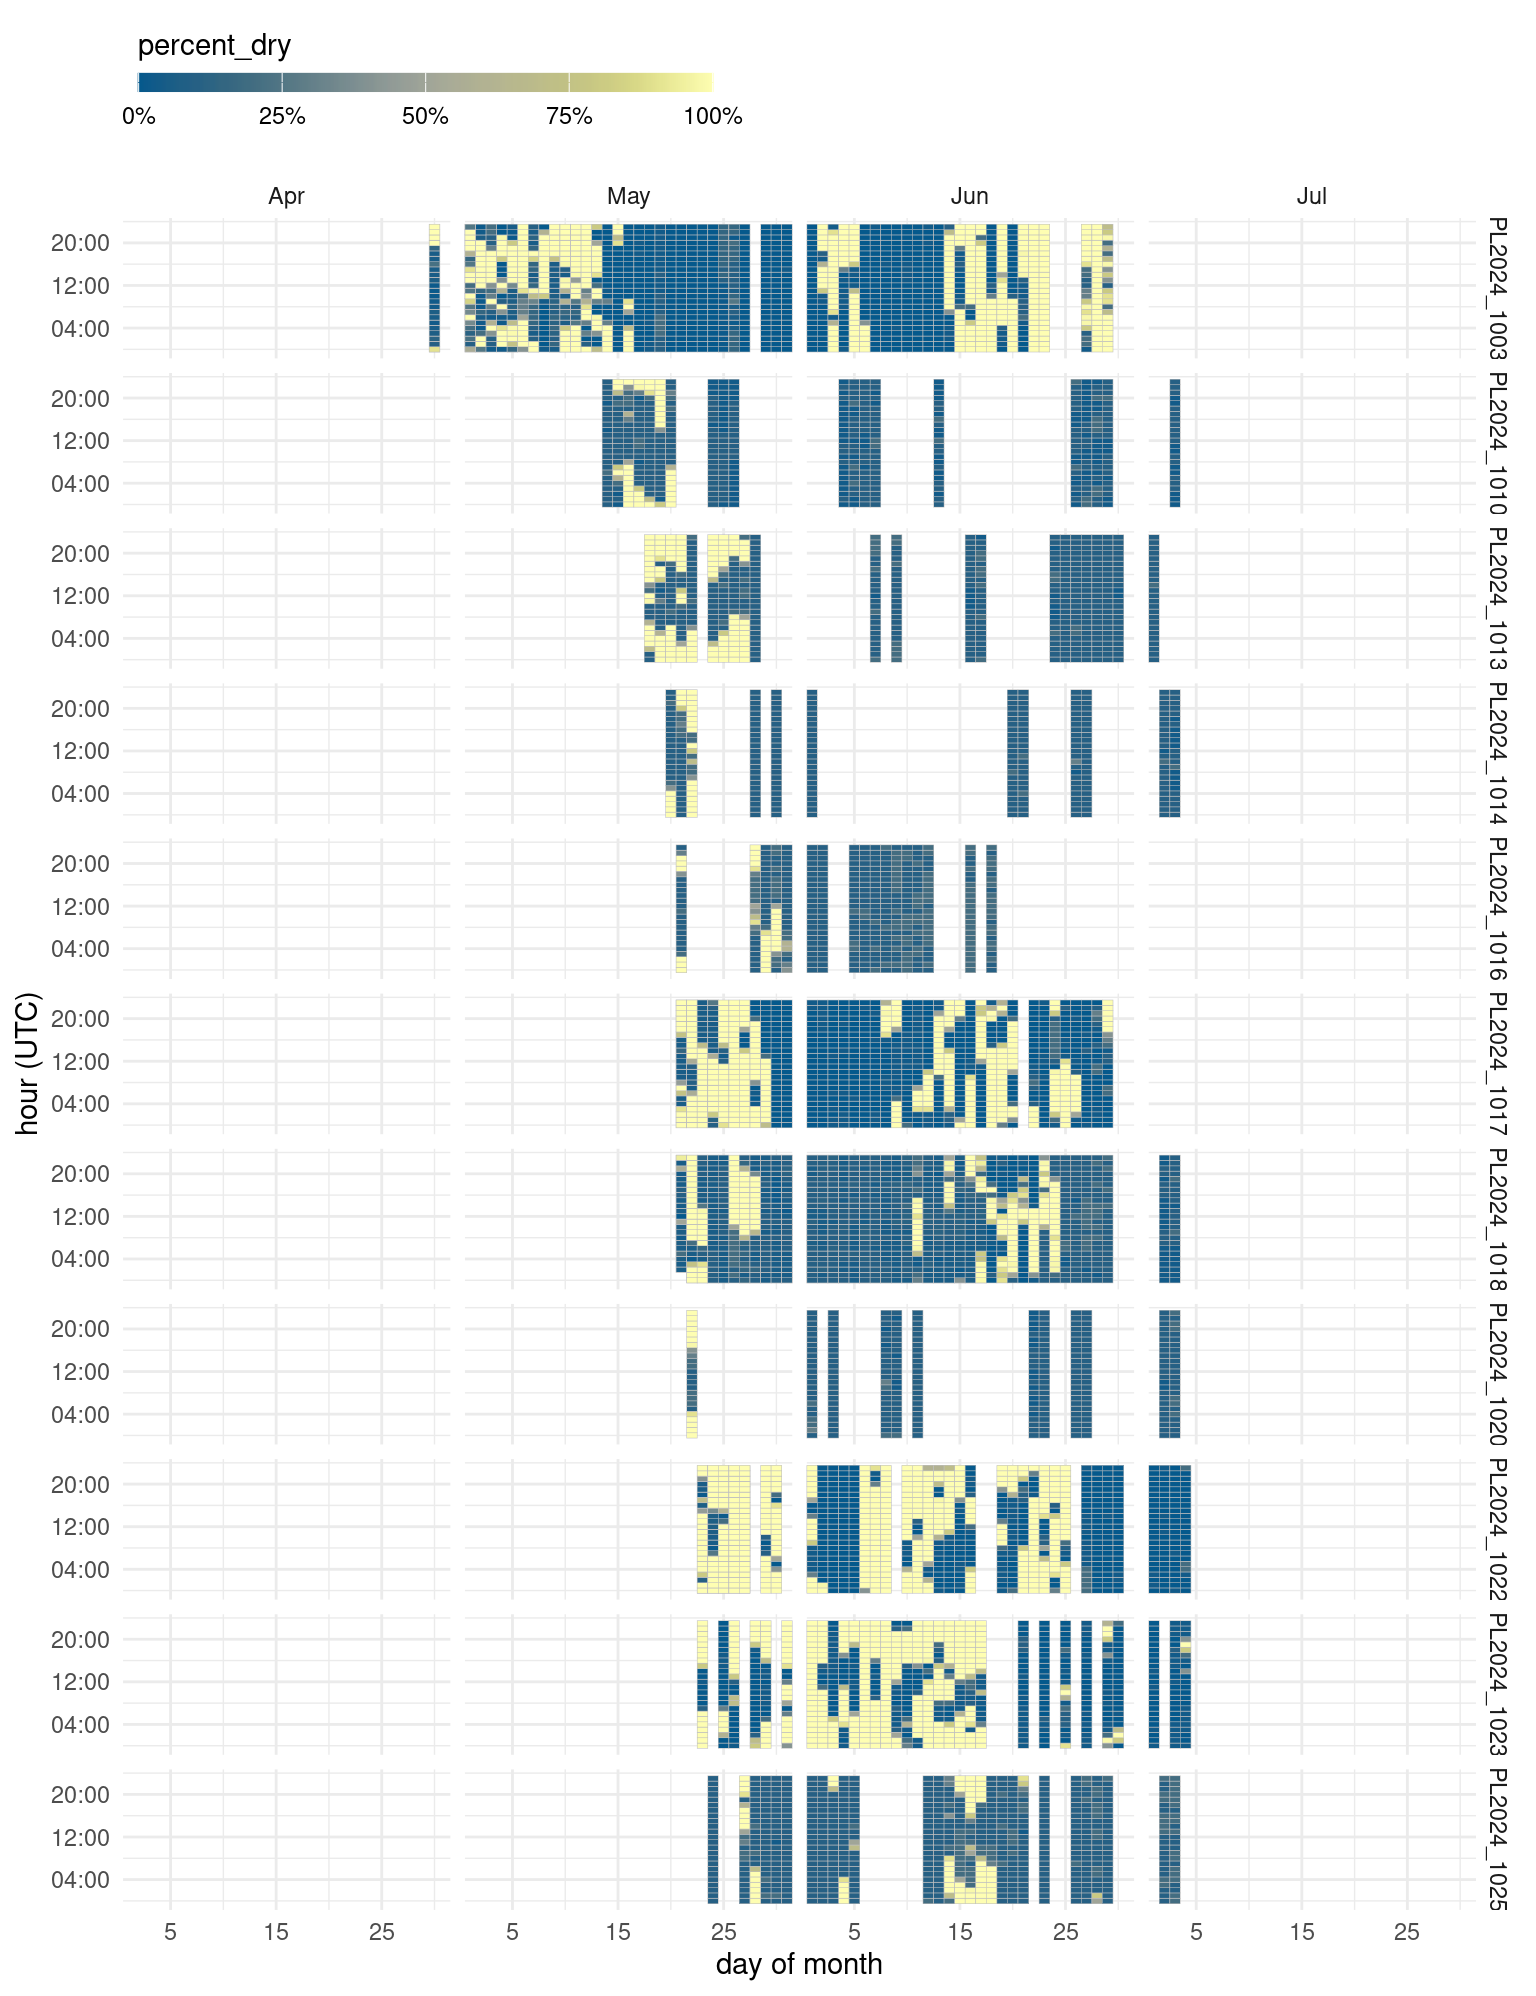 percent_dry
0% 25% 50% 75% 100%
Apr May Jun Jul
20:00
12:00
04:00
PL2024_1003
20:00
12:00
04:00
PL2024_1010
20:00
12:00
04:00
PL2024_1013
20:00
12:00
04:00
PL2024_1014
20:00
12:00
04:00
PL2024_1016
hour (UTC)
20:00
12:00
04:00
PL2024_1017
20:00
12:00
04:00
PL2024_1018
20:00
12:00
04:00
PL2024_1020
20:00
12:00
04:00
PL2024_1022
20:00
12:00
04:00
PL2024_1023
20:00
12:00
04:00
PL2024_1025
5 15 25 5 15 25 5 15 25 5 15 25
day of month